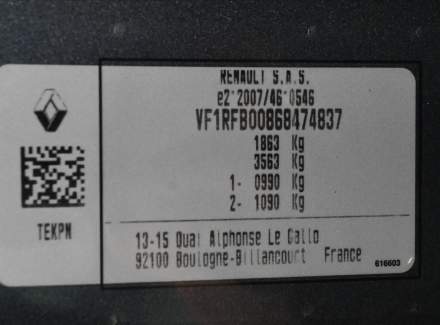 RENAULT S.A.S.
e2*2007/46*0546
VF1RFB00868474837
1863 Kg
3563 Kg
1- 0990 Kg
2- 1090 Kg
TEKPN
13-15 Quai Alphonse Le Gallo
92100 Boulogne-Billancourt France
616603